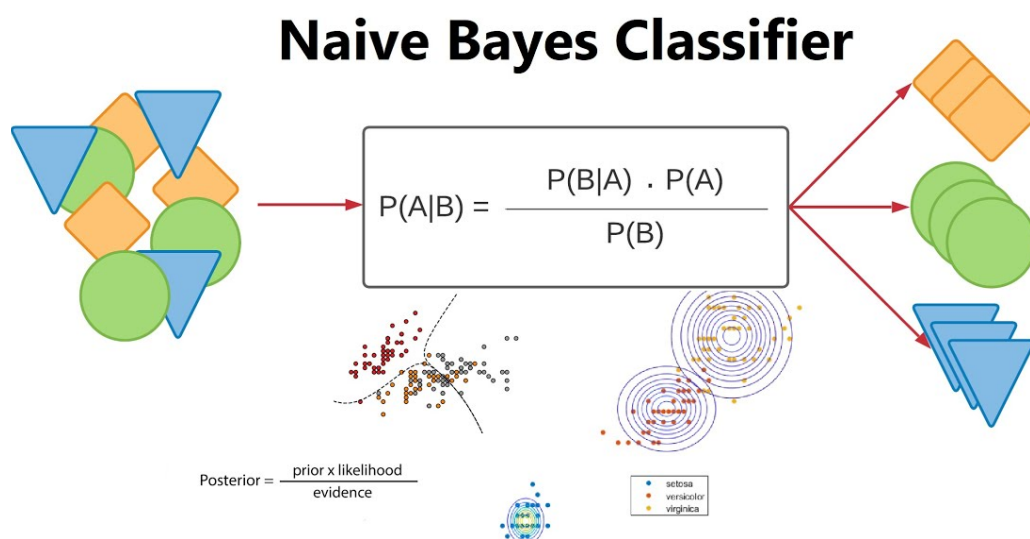 Naive Bayes Classifier
P(A|B) = P(B|A) . P(A)
P(B)
Posterior = prior x likelihood
evidence
setosa
versicolor
virginica